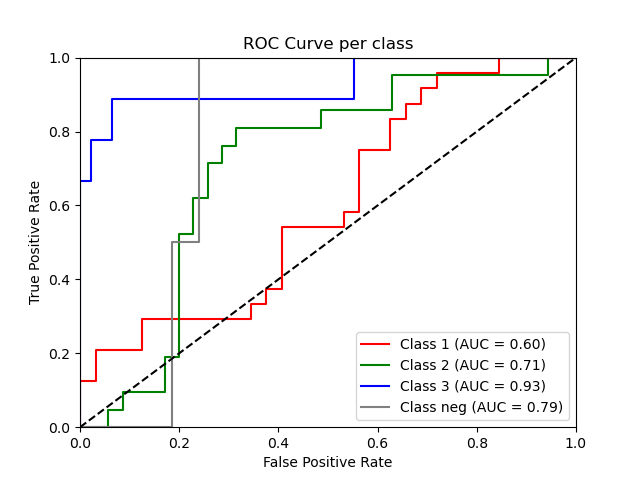 ROC Curve per class
True Positive Rate
1.0
0.8
0.6
0.4
0.2
0.0
Class 1 (AUC = 0.60)
Class 2 (AUC = 0.71)
Class 3 (AUC = 0.93)
Class neg (AUC = 0.79)
0.0 0.2 0.4 0.6 0.8 1.0
False Positive Rate